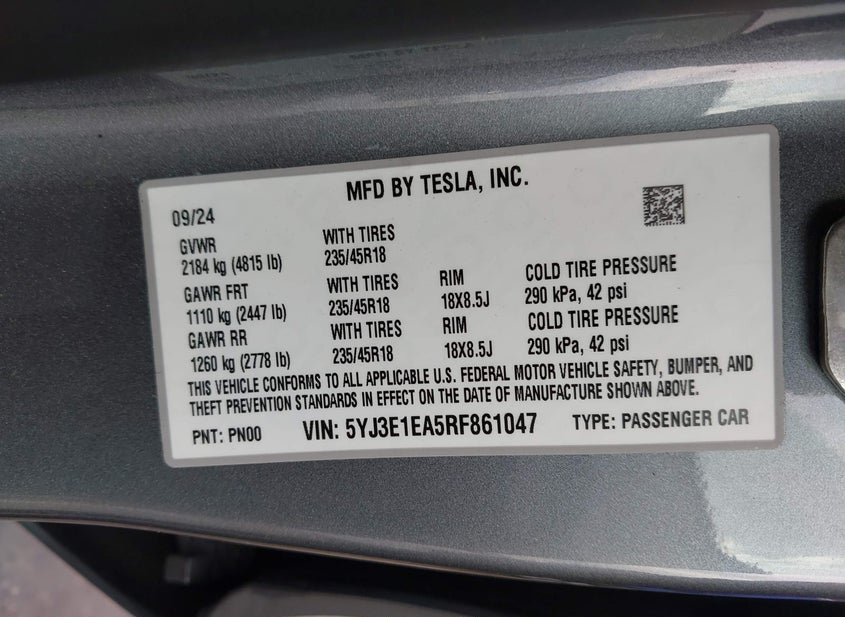 MFD BY TESLA, INC.
09/24
GVWR WITH TIRES
2184 kg (4815 lb) 235/45R18
GAWR FRT WITH TIRES RIM COLD TIRE PRESSURE
1110 kg (2447 lb) 235/45R18 18X8.5J 290 kPa, 42 psi
GAWR RR WITH TIRES RIM COLD TIRE PRESSURE
1260 kg (2778 lb) 235/45R18 18X8.5J 290 kPa, 42 psi
THIS VEHICLE CONFORMS TO ALL APPLICABLE U.S. FEDERAL MOTOR VEHICLE SAFETY, BUMPER, AND
THEFT PREVENTION STANDARDS IN EFFECT ON THE DATE OF MANUFACTURE SHOWN ABOVE.
PNT: PN00 VIN: 5YJ3E1EA5RF861047 TYPE: PASSENGER CAR